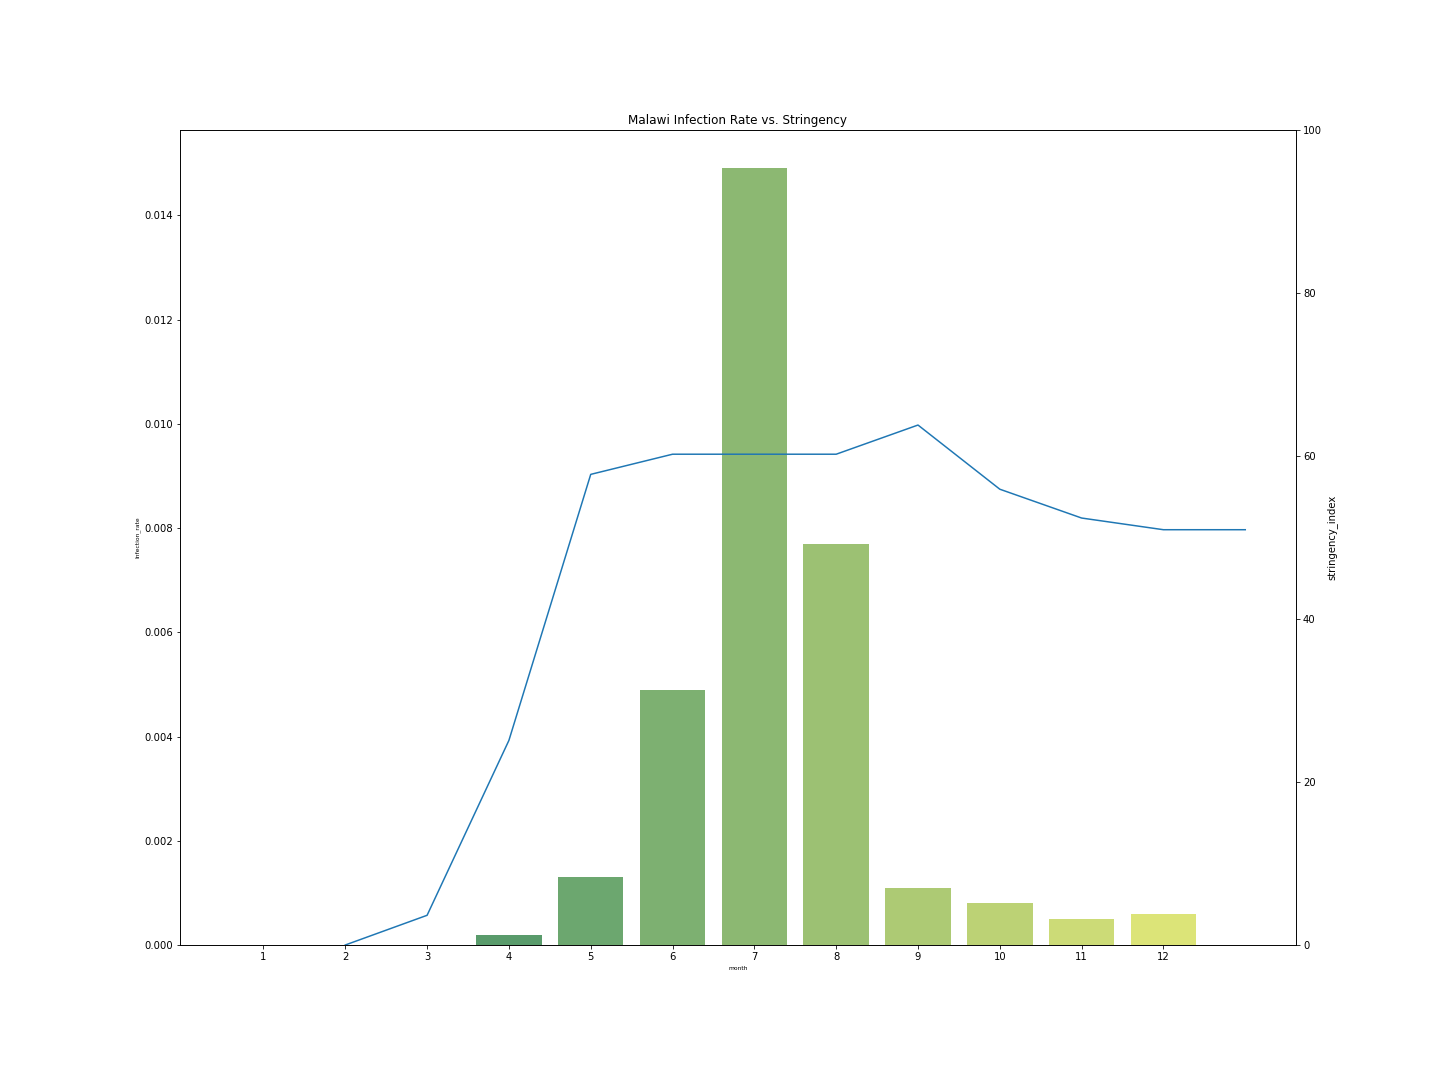 Malawi Infection Rate vs. Stringency
0.014
0.012
0.010
0.008
0.006
0.004
0.002
0.000
Infection_rate
100
80
60
40
20
0
stringency_index
1 2 3 4 5 6 7 8 9 10 11 12
month